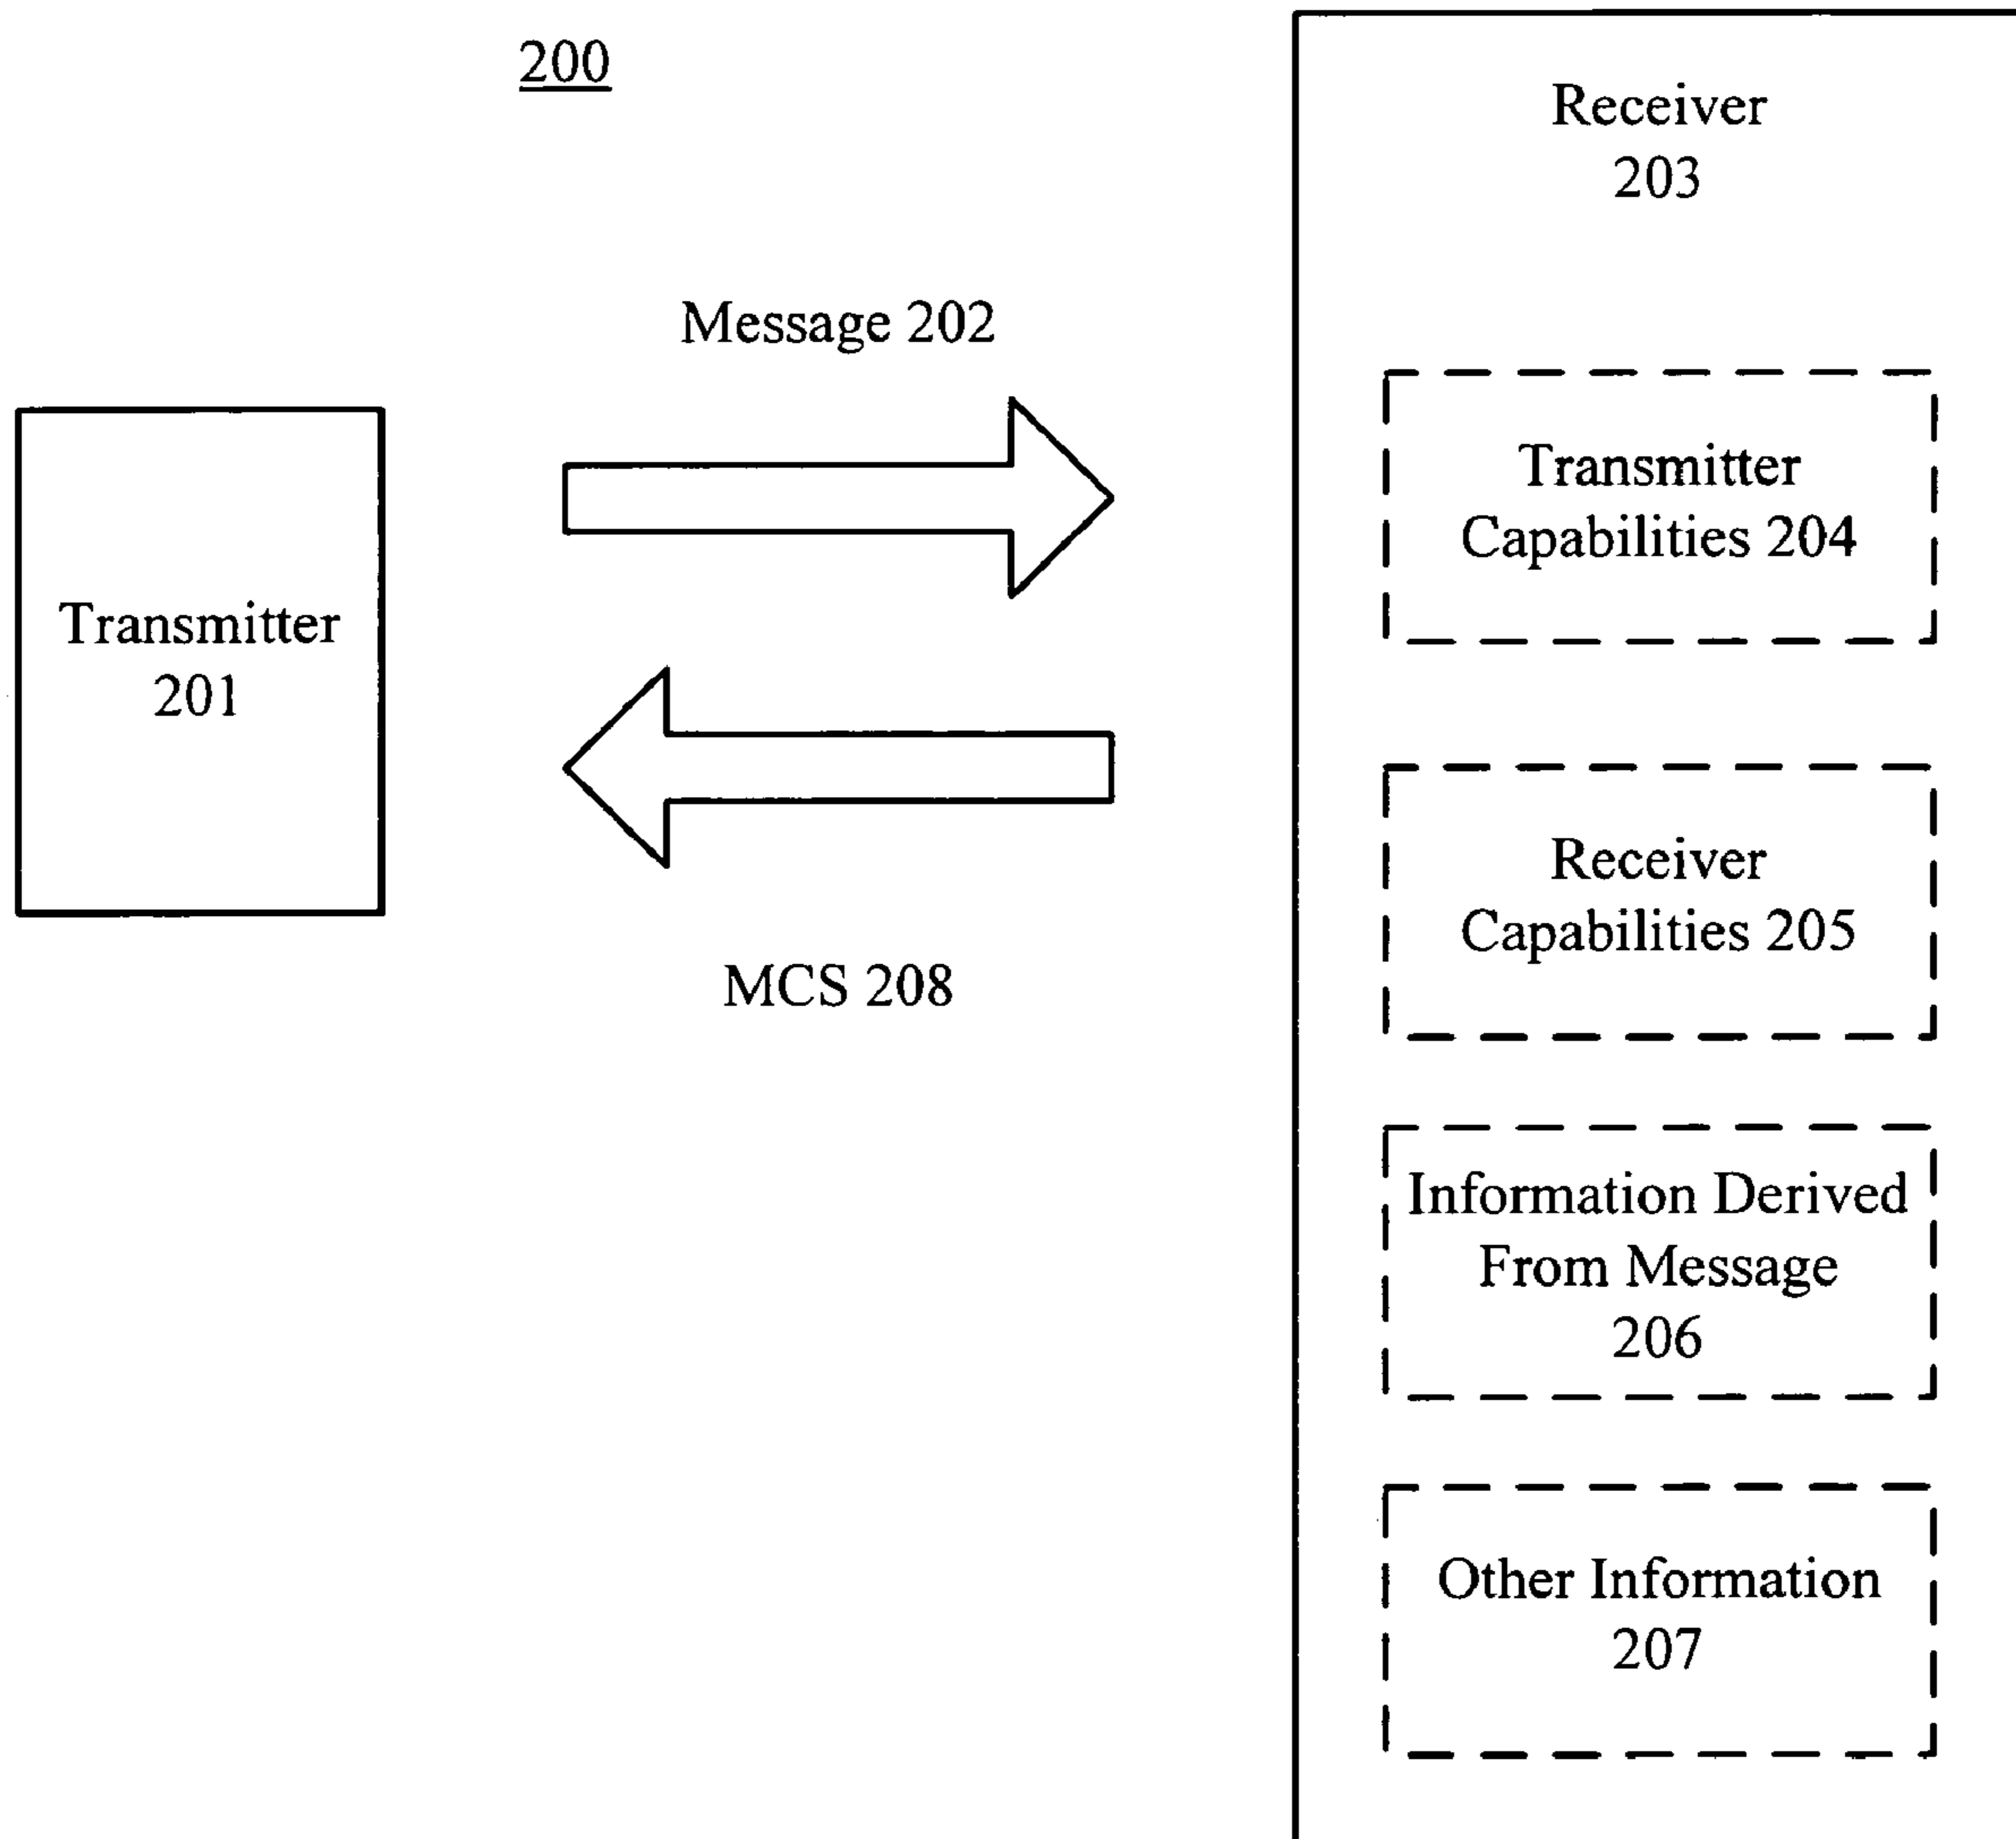 200
Receiver
203
Message 202
Transmitter
Capabilities 204
Transmitter
201
Receiver
Capabilities 205
MCS 208
Information Derived
From Message
206
Other Information
207